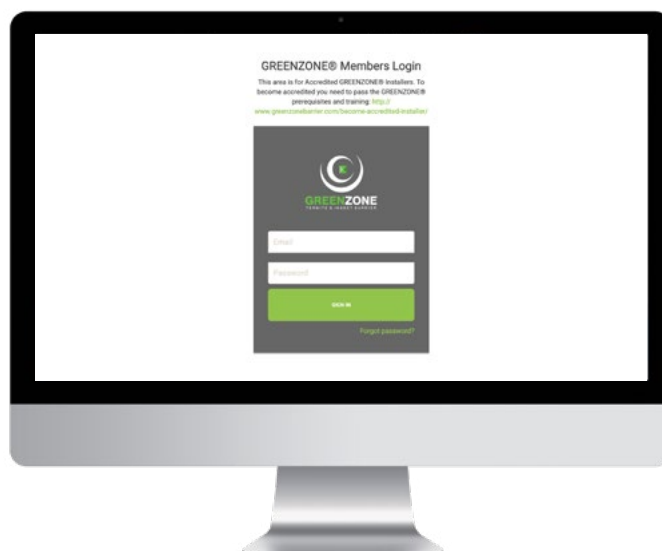 GREENZONE® Members Login
This area is for Accredited GREENZONE® installers. To
become accredited you need to pass the GREENZONE®
prerequisites and training: http://
www.greenzonebarrier.com/become-accredited-installer/
GREENZONE
TERMITE & INSECT BARRIER
Email
Password
SIGN IN
Forgot password?